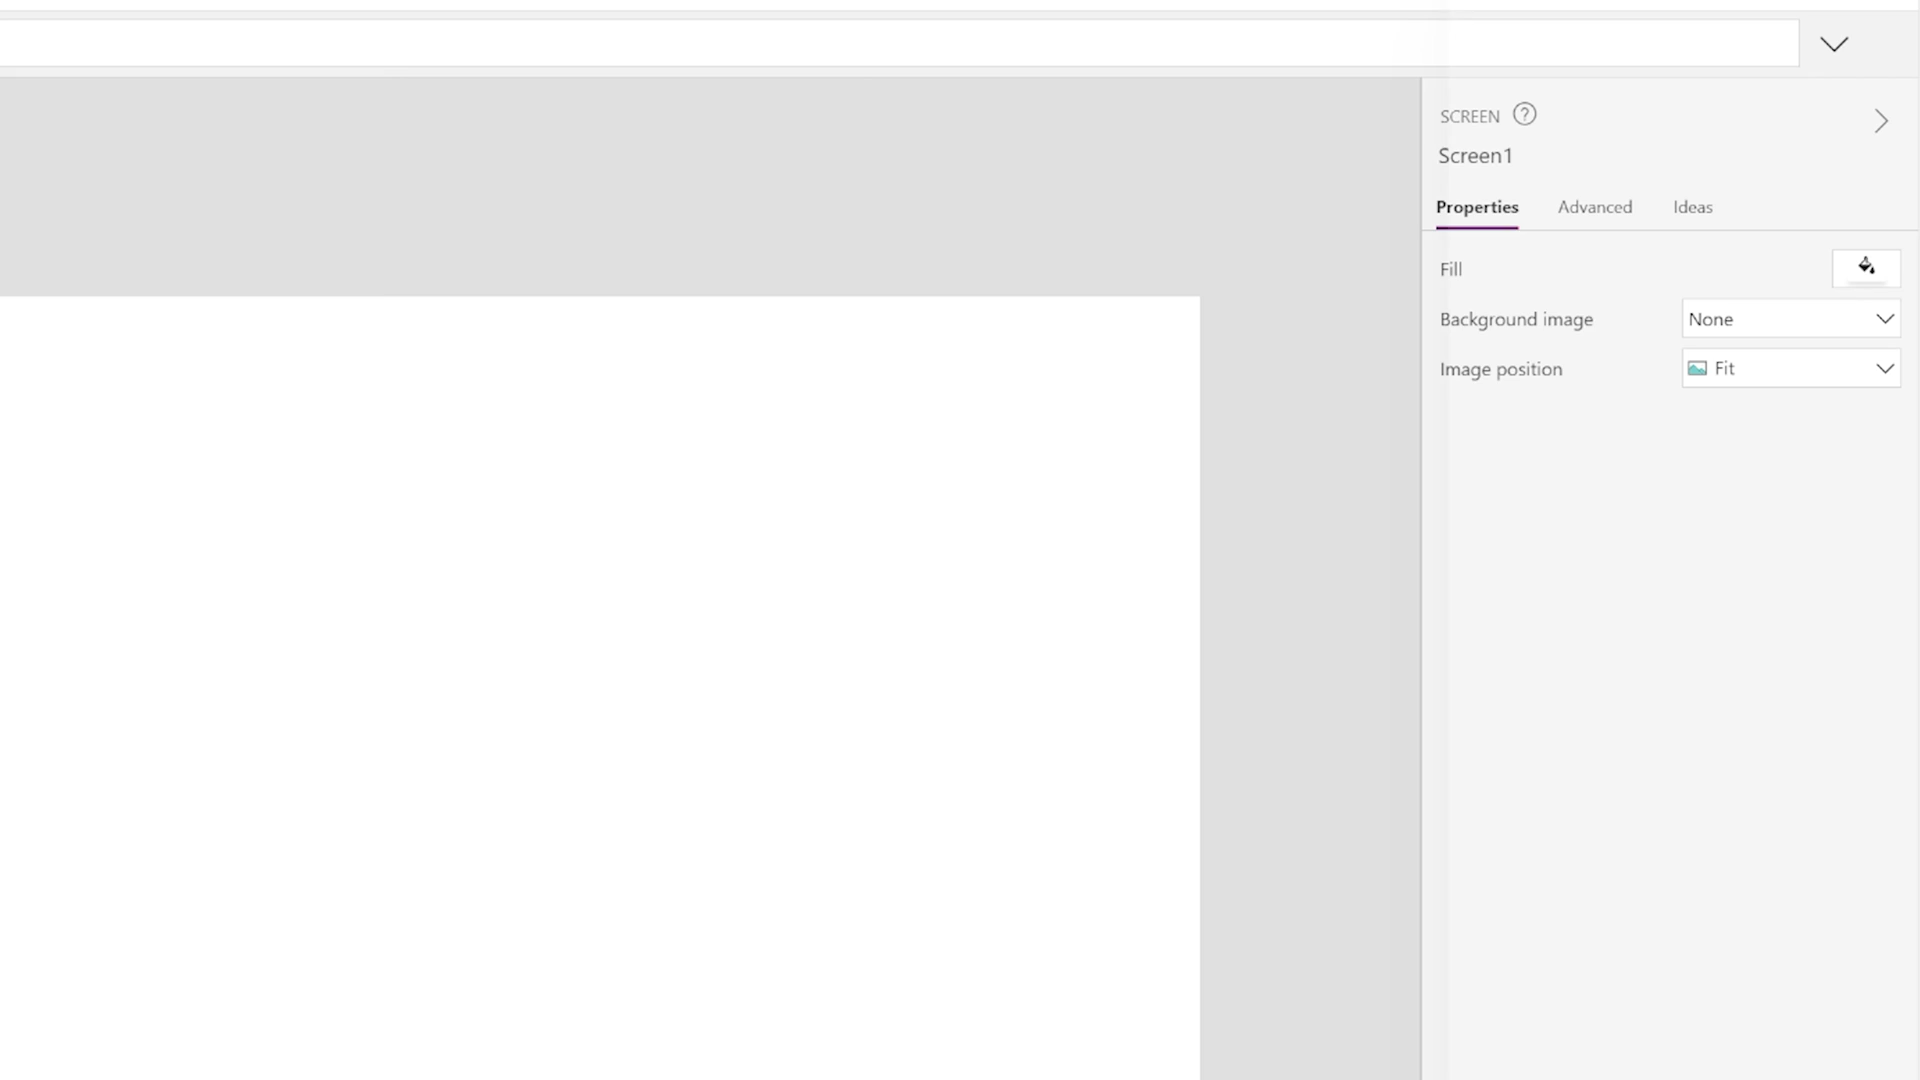 SCREEN
Screen1
Properties Advanced Ideas
Fill
Background image None
Image position Fit